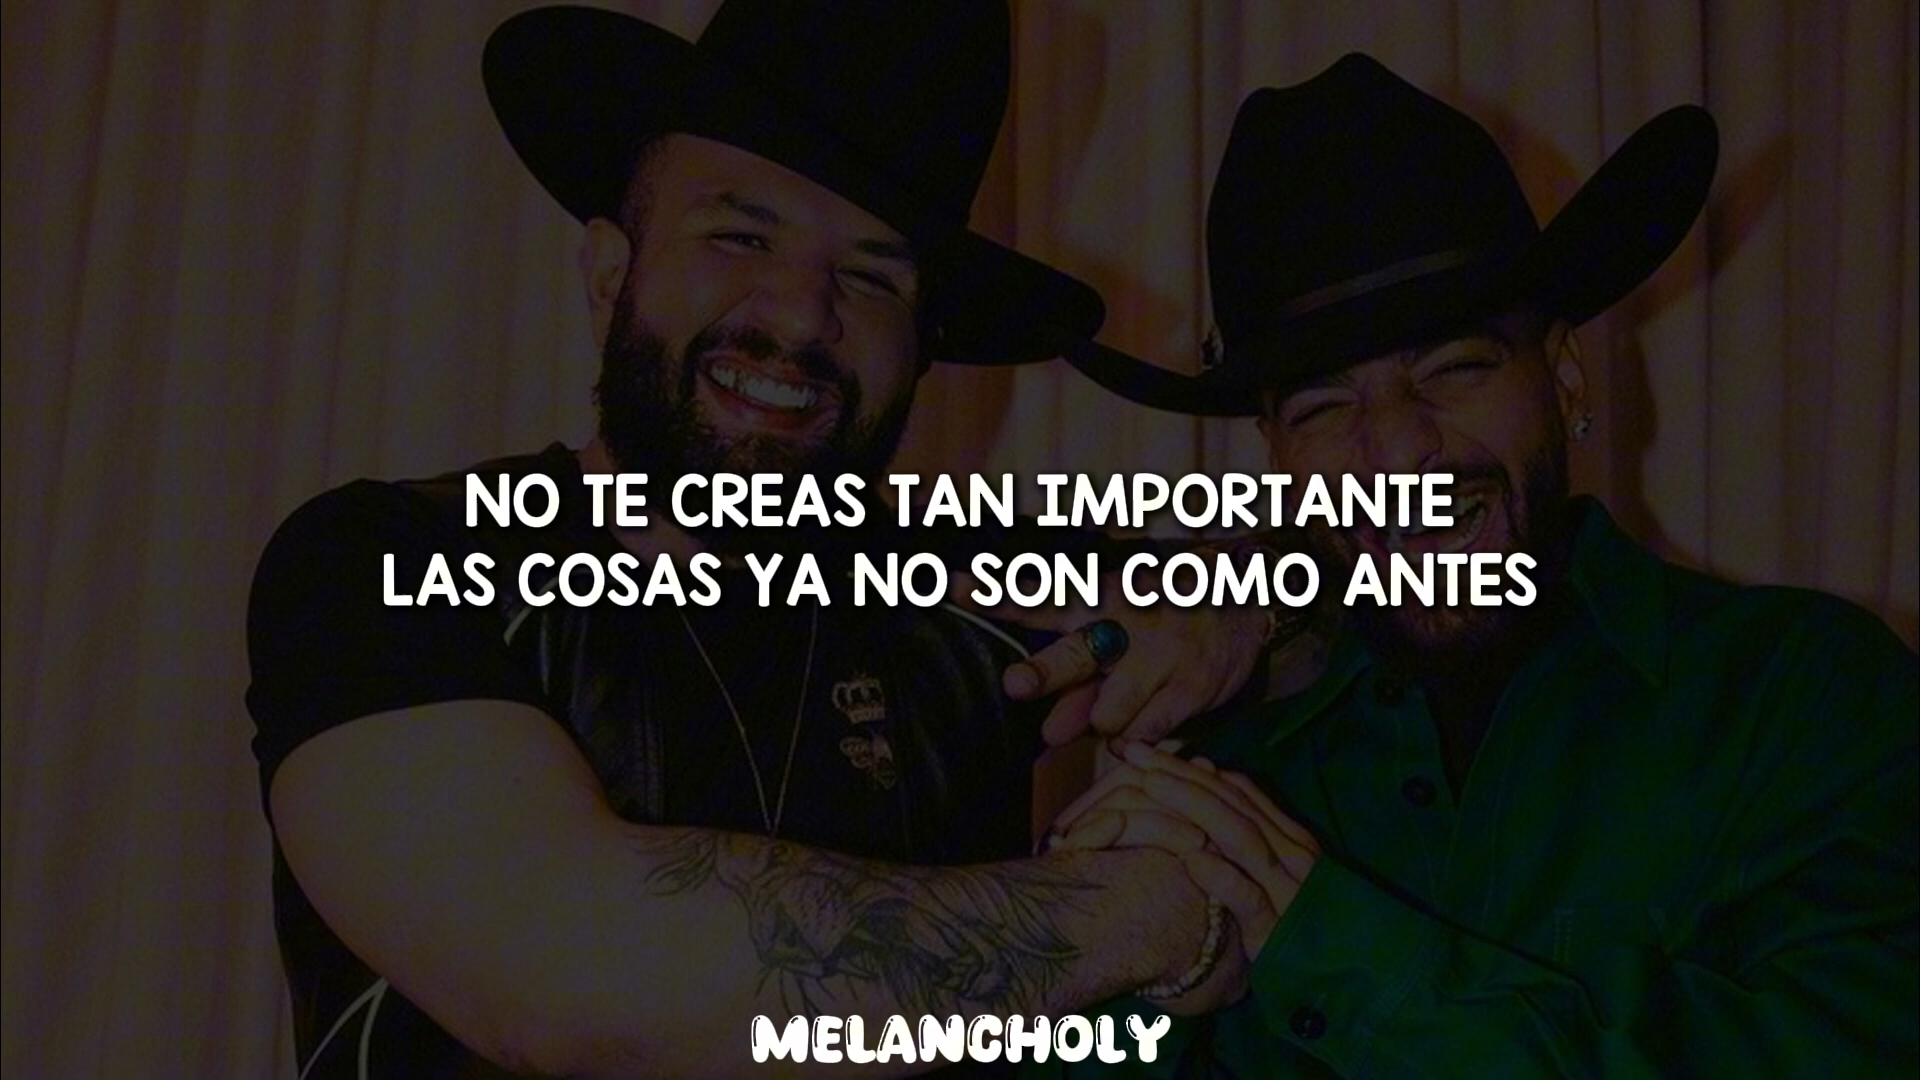 NO TE CREAS TAN IMPORTANTE
LAS COSAS YA NO SON COMO ANTES
MELANCHOLY